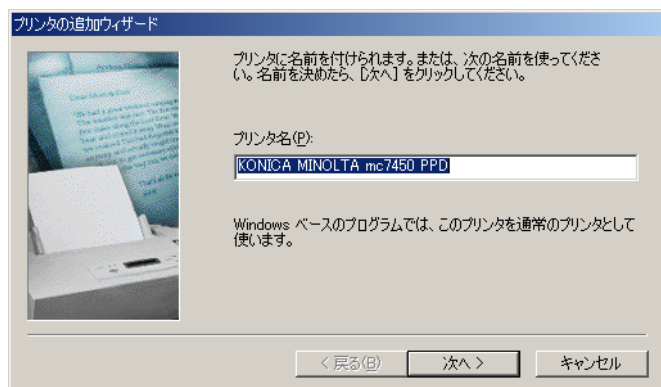 プリンタの追加ウィザード
プリンタに名前を付けられます。または、次の名前を使ってくださ
い。名前を決めたら、[次へ] をクリックしてください。
プリンタ名(P):
KONICA MINOLTA mc7450 PPD
Windows ベースのプログラムでは、このプリンタを通常のプリンタとして
使います。
< 戻る(B)
次へ >
キャンセル